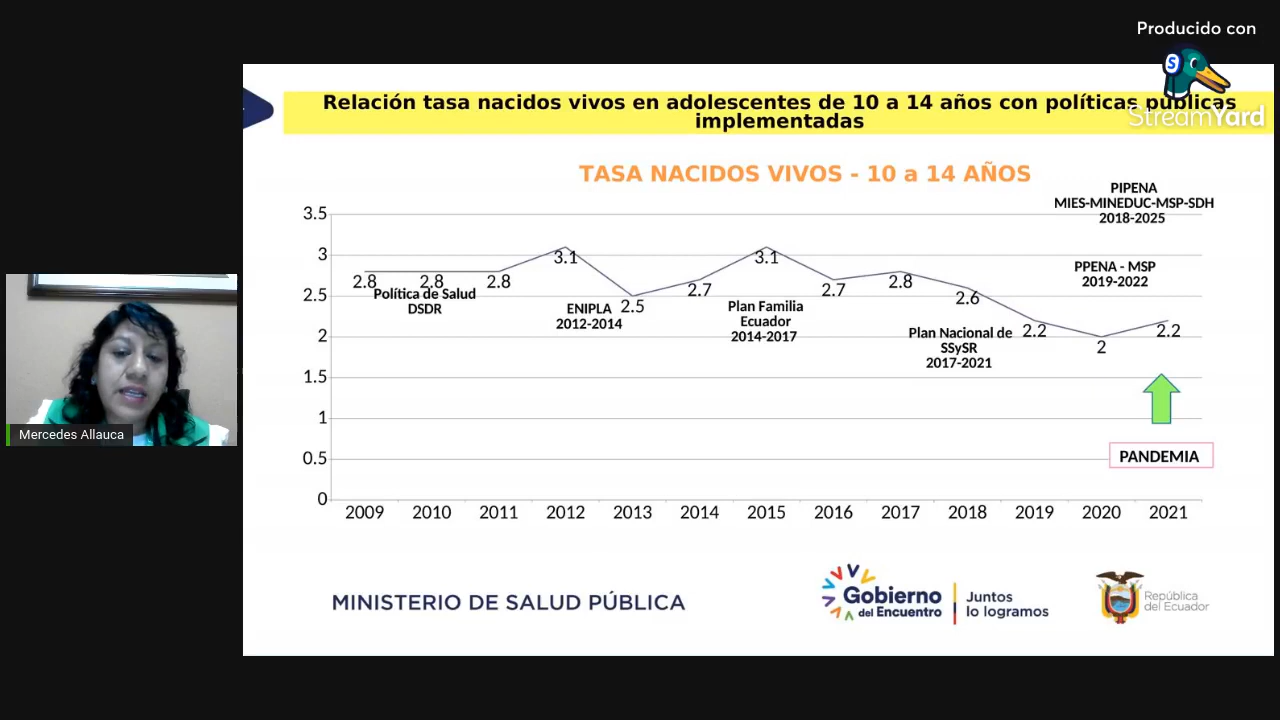 Producido con
StreamYard
Relación tasa nacidos vivos en adolescentes de 10 a 14 años con políticas públicas
implementadas
TASA NACIDOS VIVOS - 10 a 14 AÑOS
PIPENA
MIES-MINEDUC-MSP-SDH
2018-2025
PPENA - MSP
2019-2022
3.5
3
2.5
2
1.5
1
0.5
0
2.8
2.8
2.8
3.1
2.5
2.7
3.1
2.7
2.8
2.6
2.2
2
2.2
Política de Salud
DSDR
ENIPLA
2012-2014
Plan Familia
Ecuador
2014-2017
Plan Nacional de
SSySR
2017-2021
PANDEMIA
2009 2010 2011 2012 2013 2014 2015 2016 2017 2018 2019 2020 2021
Mercedes Allauca
MINISTERIO DE SALUD PÚBLICA
Gobierno
del Encuentro
Juntos
lo logramos
República
del Ecuador